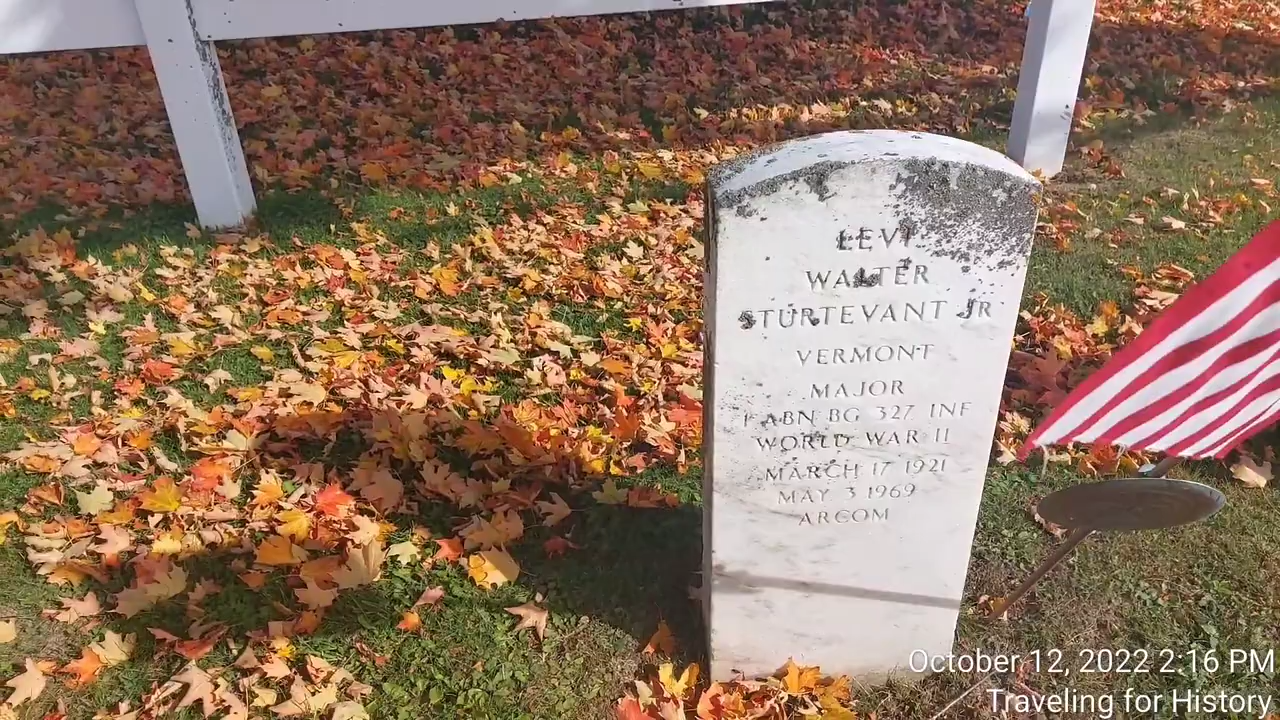 LEVI
WALTER
STURTEVANT JR
VERMONT
MAJOR
1 ABN BG 327 INF
WORLD WAR II
MARCH 17 1921
MAY 3 1969
ARCOM
October 12, 2022 2:16 PM
Traveling for History